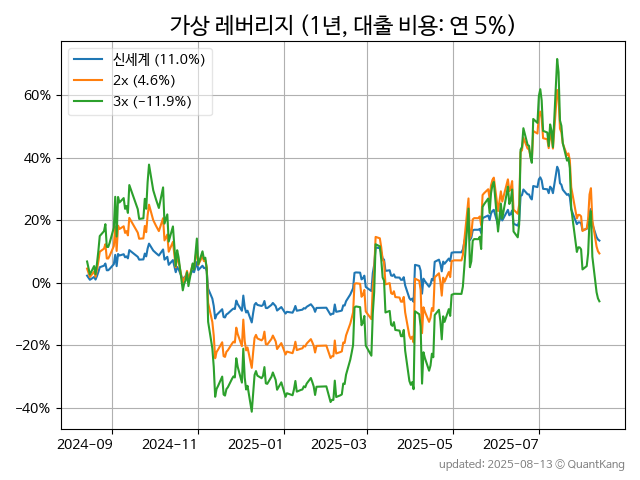 가상 레버리지 (1년, 대출 비용: 연 5%)
신세계 (11.0%)
2x (4.6%)
3x (−11.9%)
60%
40%
20%
0%
−20%
−40%
2024-09
2024-11
2025-01
2025-03
2025-05
2025-07
updated: 2025-08-13 © QuantKang